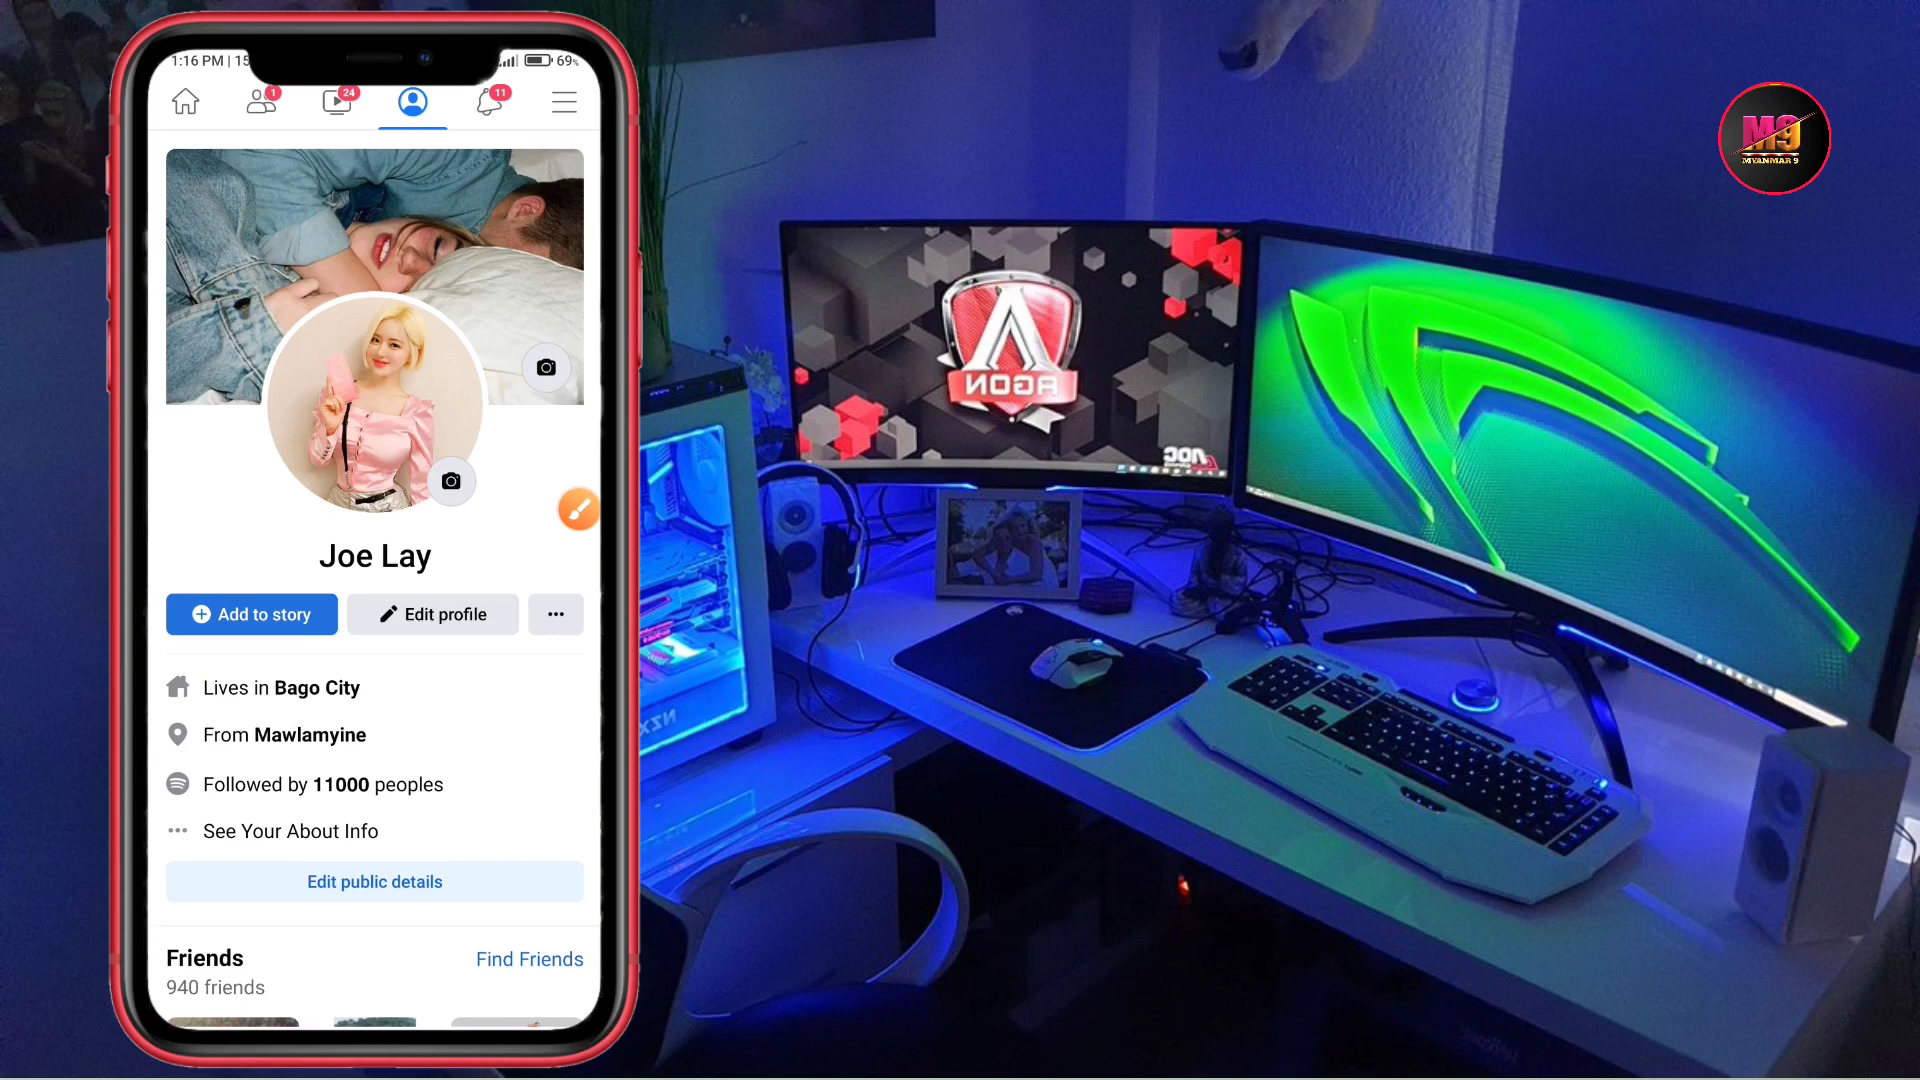 1:16 PM | 15
69%
1
24
11
Joe Lay
Add to story
Edit profile
Lives in Bago City
From Mawlamyine
Followed by 11000 peoples
See Your About Info
Edit public details
Friends
Find Friends
940 friends
M9
MYANMAR 9
AGON
AOC
NZX